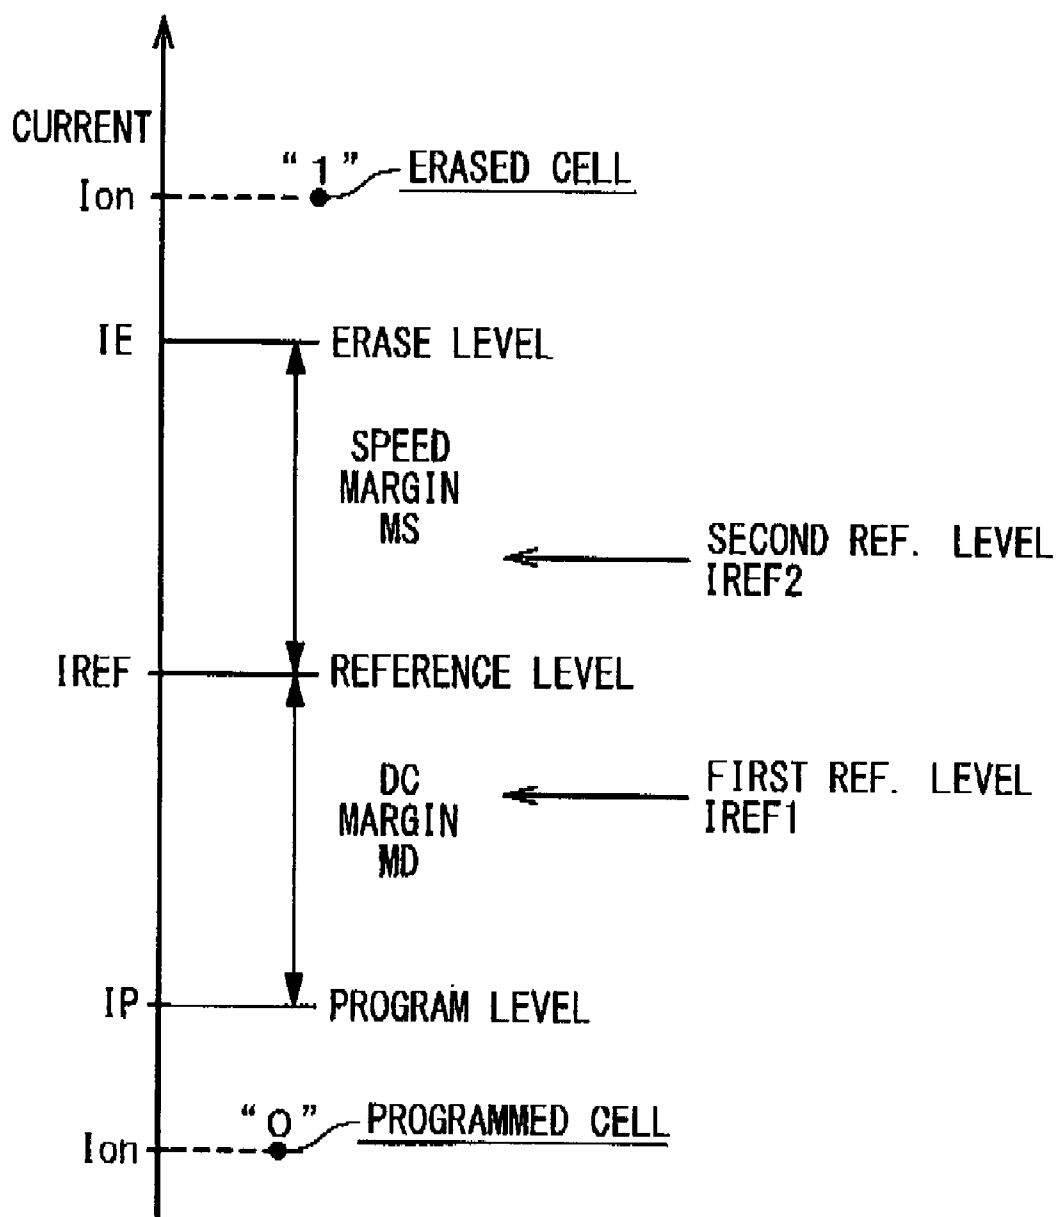 CURRENT
Ion
"1"
ERASED CELL
IE
ERASE LEVEL
SPEED
MARGIN
MS
SECOND REF. LEVEL
IREF2
IREF
REFERENCE LEVEL
DC
MARGIN
MD
FIRST REF. LEVEL
IREF1
IP
PROGRAM LEVEL
"0"
PROGRAMMED CELL
Ion